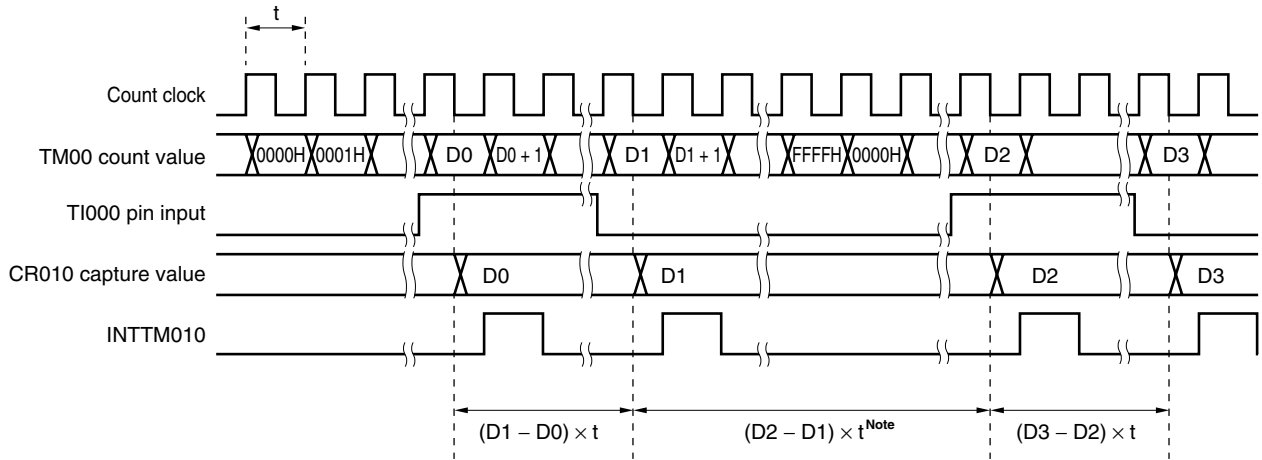 t
Count clock
TM00 count value
0000H 0001H D0 D0 + 1 D1 D1 + 1 FFFFH 0000H D2 D3
TI000 pin input
CR010 capture value
D0 D1 D2 D3
INTTM010
(D1 − D0) × t (D2 − D1) × t Note (D3 − D2) × t